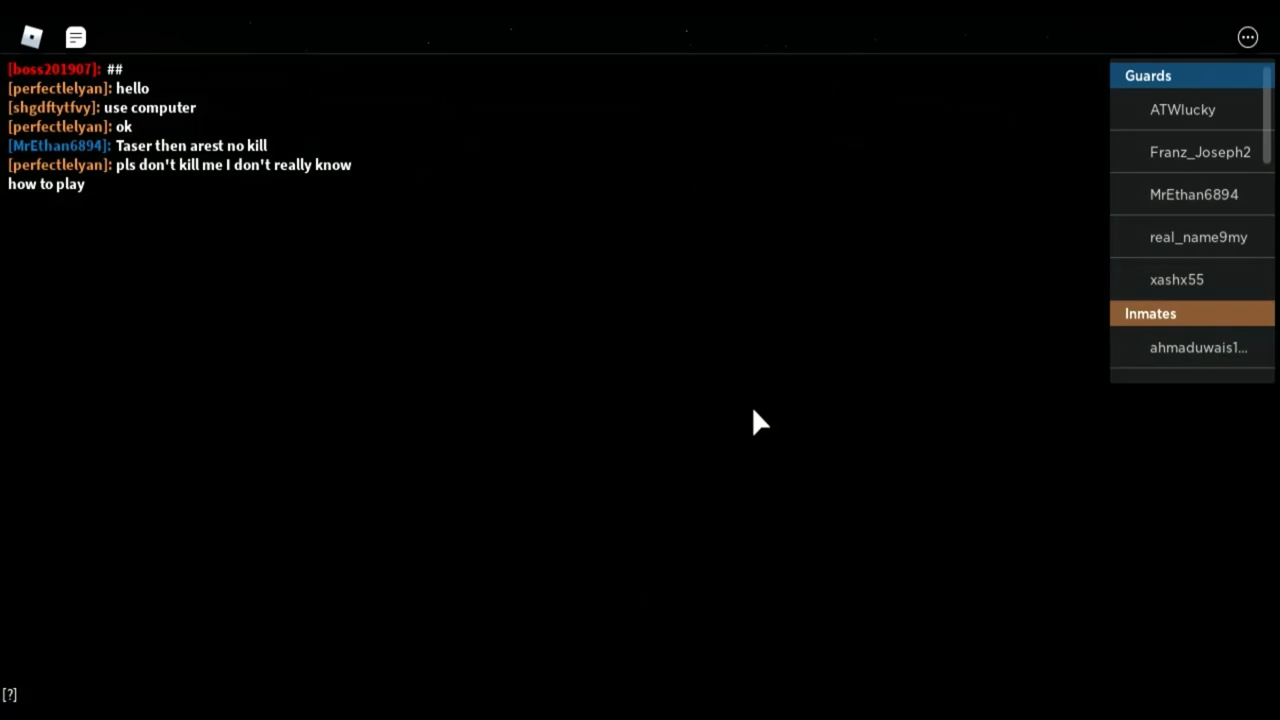 [boss201907]: ##
[perfectlelyan]: hello
[shgdftytfvy]: use computer
[perfectlelyan]: ok
[MrEthan6894]: Taser then arest no kill
[perfectlelyan]: pls don't kill me I don't really know
how to play
Guards
ATWlucky
Franz_Joseph2
MrEthan6894
real_name9my
xashx55
Inmates
ahmaduwais1...
[?]